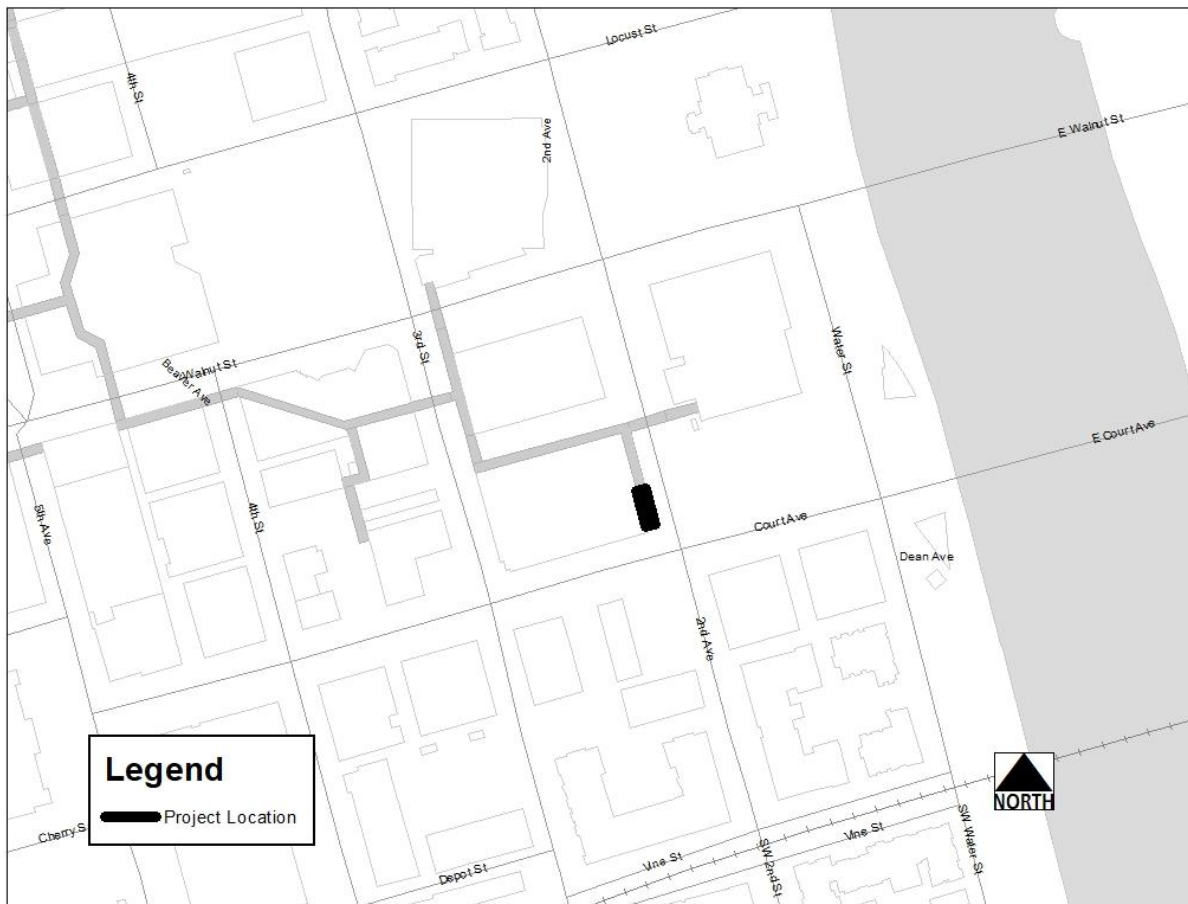 Locust St
4th St
2nd Ave
E Walnut St
3rd St
Walnut St
Beaver Ave
Water St
E Court Ave
5th Ave
4th St
Court Ave
Dean Ave
2nd Ave
Legend
Project Location
NORTH
Cherry S
Vine St
Vine St
SW Water St
SW 2nd St
Depot St